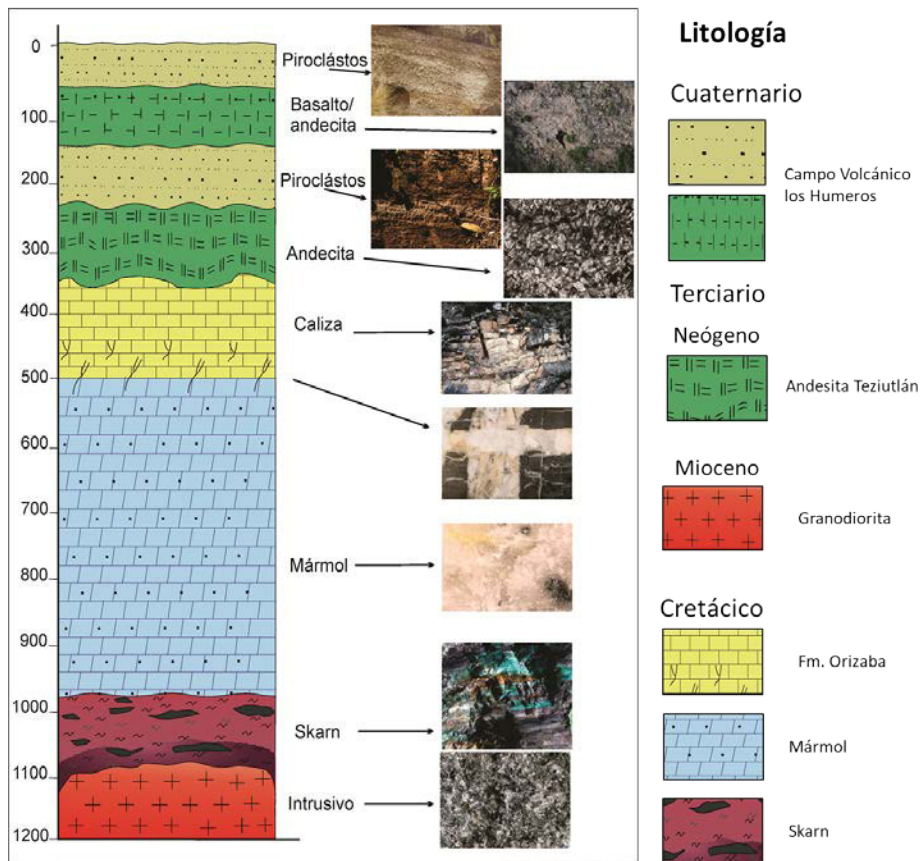 0
100
200
300
400
500
600
700
800
900
1000
1100
1200
Piroclástos
Basalto/
andecita
Piroclástos
Andecita
Caliza
Mármol
Skarn
Intrusivo
Litología
Cuaternario
Campo Volcánico
los Humeros
Terciario
Neógeno
Andesita Teziutlán
Mioceno
Granodiorita
Cretácico
Fm. Orizaba
Mármol
Skarn